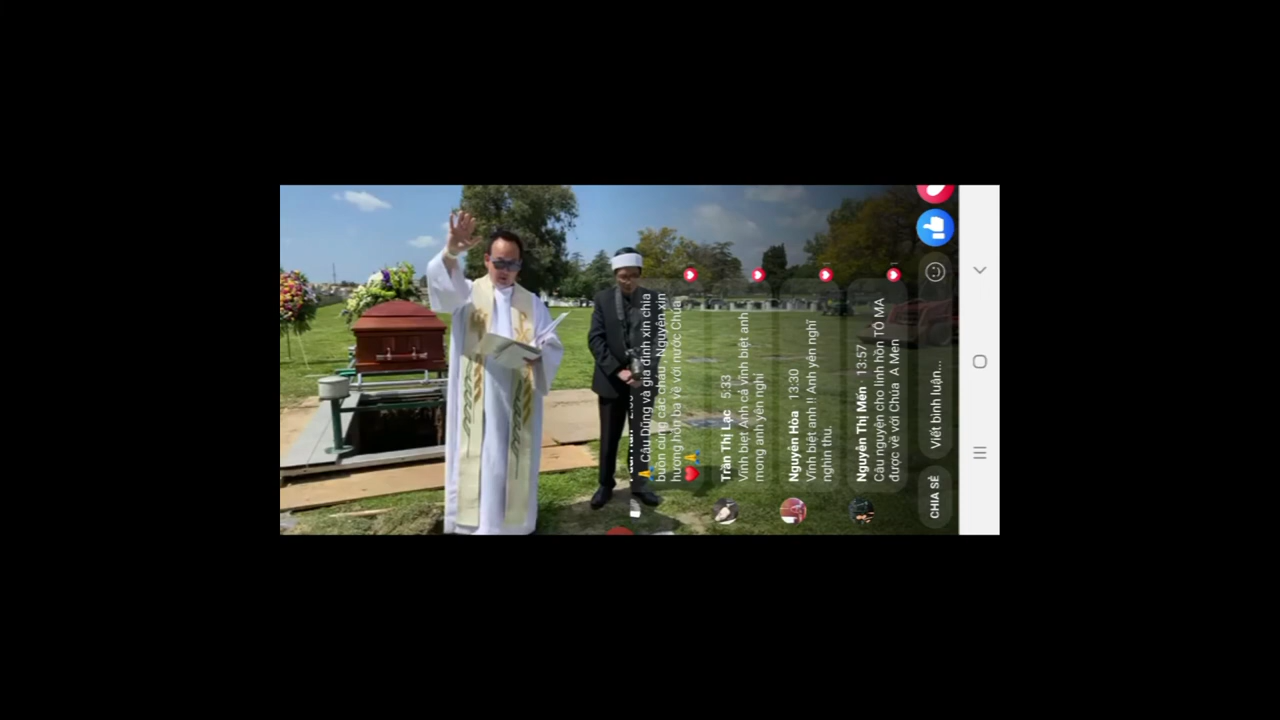 🙏 Cậu Dũng và gia đình xin chia
buồn cùng các cháu . Nguyện xin
hương hồn ba về với nước Chúa
❤️🙏
Trần Thị Lạc 5:33
Vĩnh biệt Anh cả vĩnh biệt anh
mong anh yên nghỉ
Nguyễn Hòa 13:30
Vĩnh biệt anh !! Anh yên nghĩ
nghìn thu.
Nguyễn Thị Mến · 13:57
Cầu nguyện cho linh hồn TÔ MA
được về với Chúa A Men
CHIA SẺ
Viết bình luận...